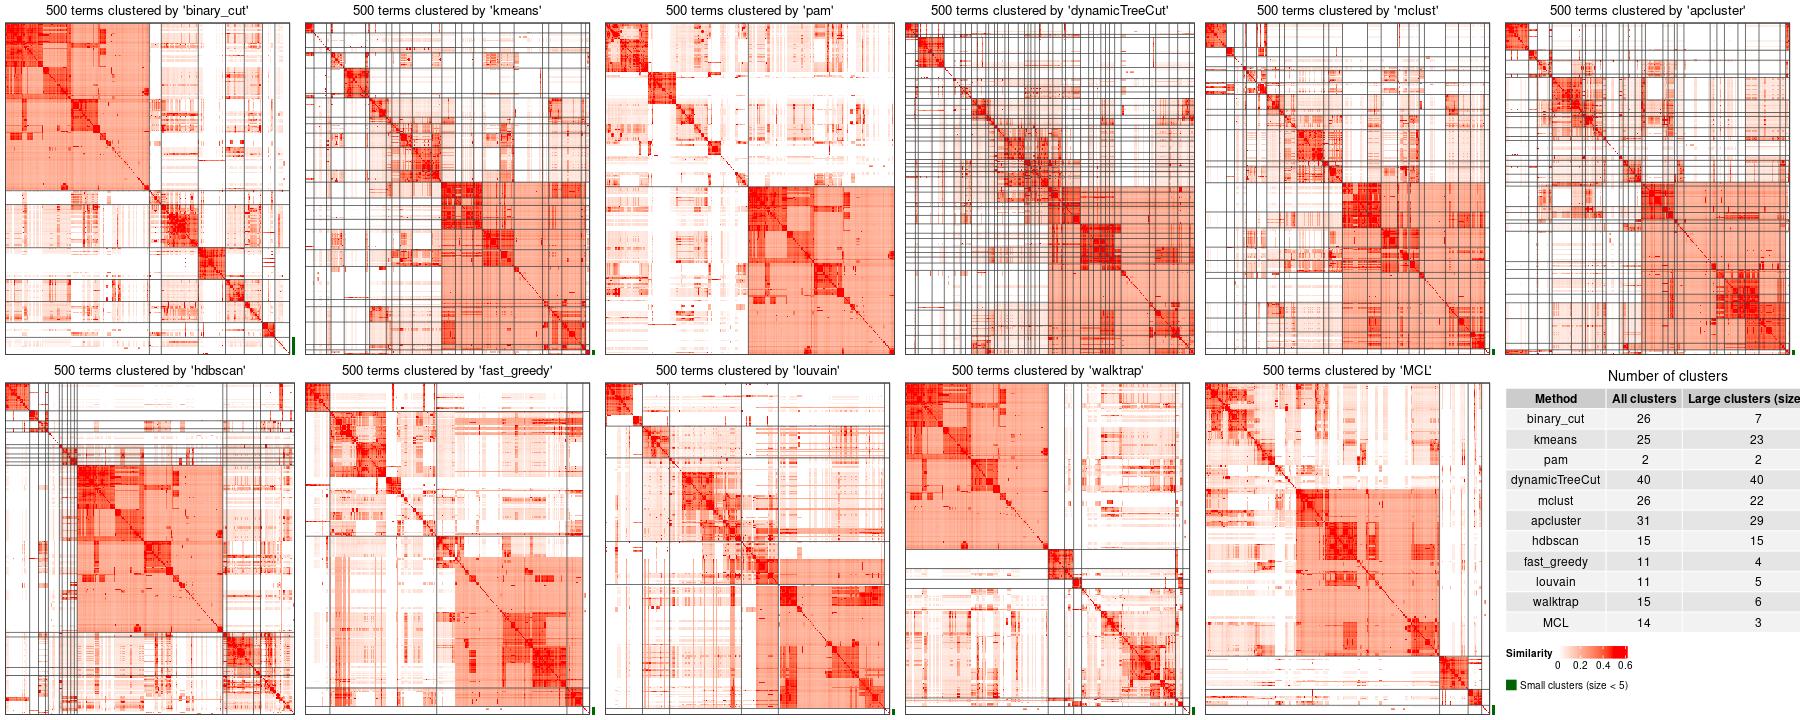 500 terms clustered by 'binary_cut'
500 terms clustered by 'kmeans'
500 terms clustered by 'pam'
500 terms clustered by 'dynamicTreeCut'
500 terms clustered by 'mclust'
500 terms clustered by 'apcluster'
500 terms clustered by 'hdbscan'
500 terms clustered by 'fast_greedy'
500 terms clustered by 'louvain'
500 terms clustered by 'walktrap'
500 terms clustered by 'MCL'
Number of clusters
Method All clusters Large clusters (size
binary_cut 26 7
kmeans 25 23
pam 2 2
dynamicTreeCut 40 40
mclust 26 22
apcluster 31 29
hdbscan 15 15
fast_greedy 11 4
louvain 11 5
walktrap 15 6
MCL 14 3
Similarity
0 0.2 0.4 0.6
Small clusters (size < 5)